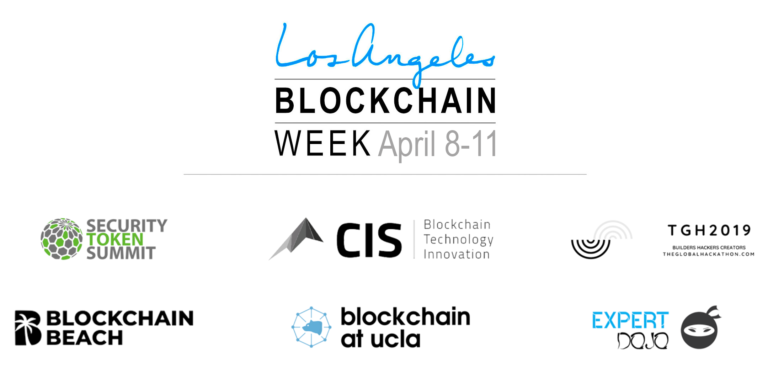 Los Angeles
BLOCKCHAIN
WEEK April 8-11
SECURITY
TOKEN
SUMMIT
CIS
Blockchain
Technology
Innovation
TGH2019
BUILDERS HACKERS CREATORS
THEGLOBALHACKATHON.COM
B BLOCKCHAIN
BEACH
blockchain
at ucla
EXPERT
DOJO